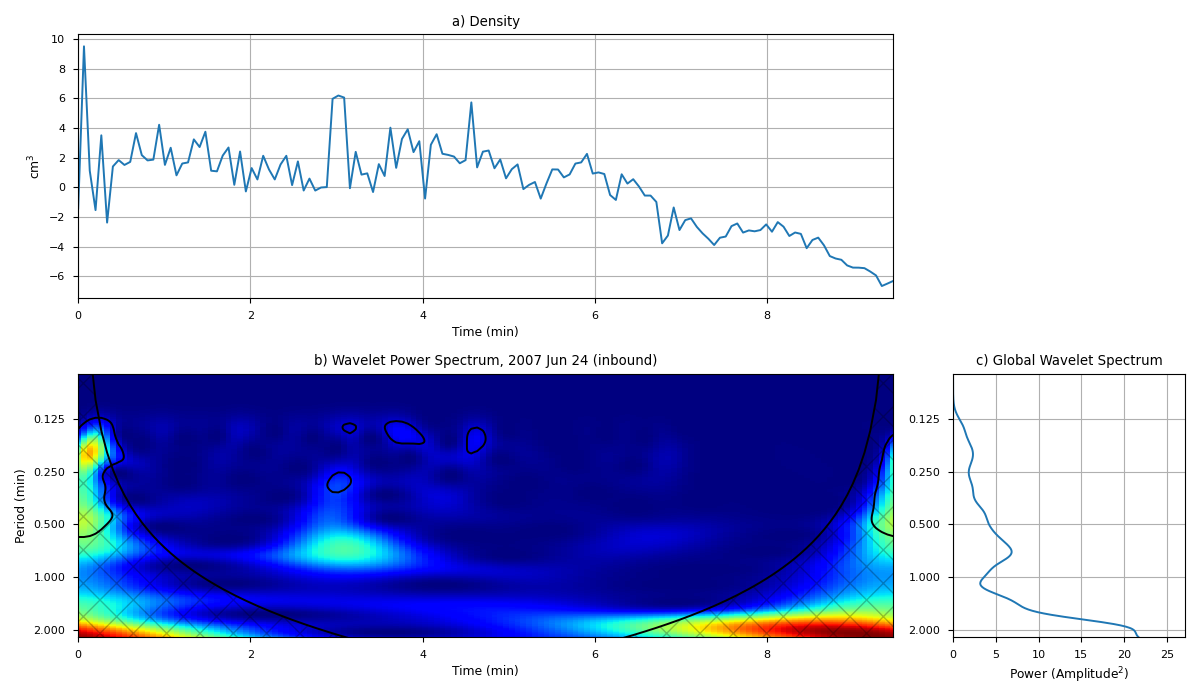 a) Density
10
8
6
4
2
0
−2
−4
−6
cm³
0 2 4 6 8
Time (min)
b) Wavelet Power Spectrum, 2007 Jun 24 (inbound)
0.125
0.250
0.500
1.000
2.000
Period (min)
0 2 4 6 8
Time (min)
c) Global Wavelet Spectrum
0.125
0.250
0.500
1.000
2.000
0 5 10 15 20 25
Power (Amplitude²)